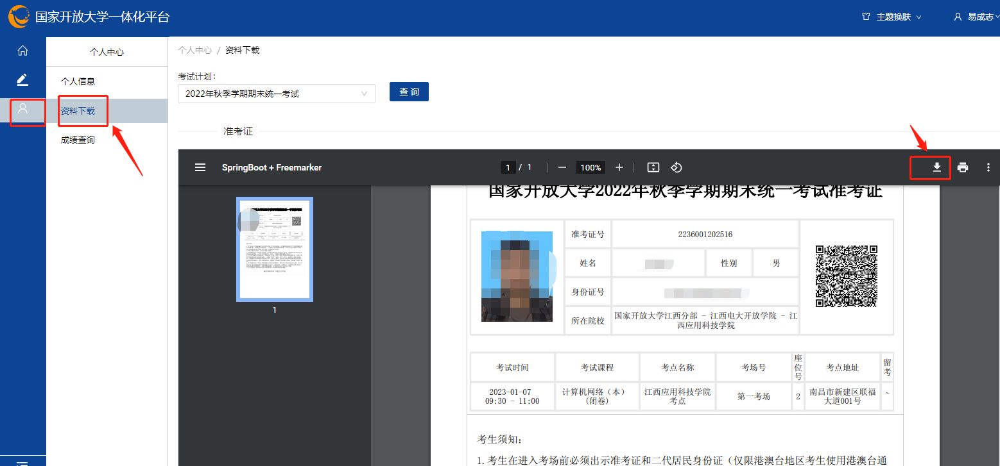 国家开放大学一体化平台
主题换肤
易成志
个人中心
个人信息
资料下载
成绩查询
个人中心 / 资料下载
考试计划：
2022年秋季学期期末统一考试
查 询
准考证
SpringBoot + Freemarker
1 / 1
100%
1
国家开放大学2022年秋季学期期末统一考试准考证
准考证号
2236001202516
姓名
性别
男
身份证号
所在院校
国家开放大学江西分部 - 江西电大开放学院 - 江
西应用科技学院
考试时间
考试课程
考点名称
考场号
座位号
考点地址
留考
2023-01-07
09:30 - 11:00
计算机网络（本）
(闭卷)
江西应用科技学院
考点
第一考场
2
南昌市新建区联福
大道001号
~
考生须知：
1. 考生在进入考场前必须出示准考证和二代居民身份证（仅限港澳台地区考生使用港澳台通